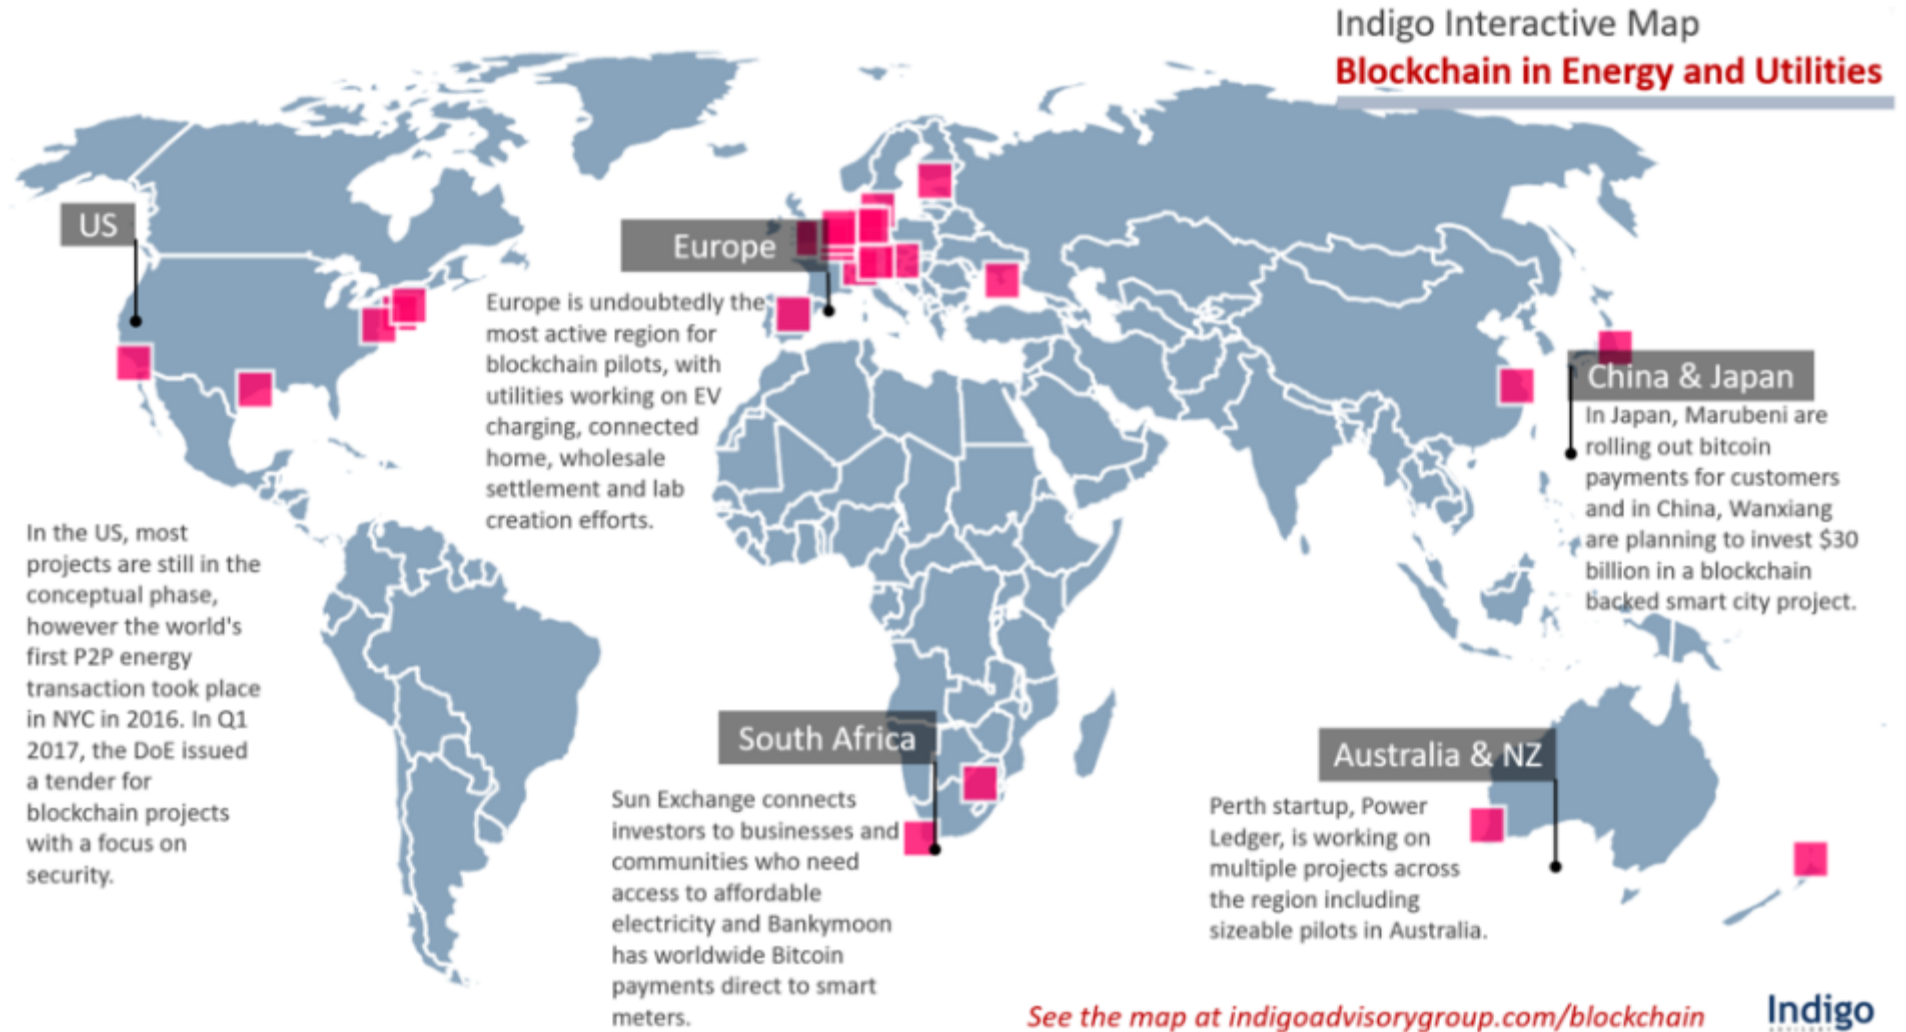 Indigo Interactive Map
Blockchain in Energy and Utilities
US
In the US, most
projects are still in the
conceptual phase,
however the world's
first P2P energy
transaction took place
in NYC in 2016. In Q1
2017, the DoE issued
a tender for
blockchain projects
with a focus on
security.
Europe
Europe is undoubtedly the
most active region for
blockchain pilots, with
utilities working on EV
charging, connected
home, wholesale
settlement and lab
creation efforts.
China & Japan
In Japan, Marubeni are
rolling out bitcoin
payments for customers
and in China, Wanxiang
are planning to invest $30
billion in a blockchain
backed smart city project.
South Africa
Sun Exchange connects
investors to businesses and
communities who need
access to affordable
electricity and Bankymoon
has worldwide Bitcoin
payments direct to smart
meters.
Australia & NZ
Perth startup, Power
Ledger, is working on
multiple projects across
the region including
sizeable pilots in Australia.
See the map at indigoadvisorygroup.com/blockchain
Indigo